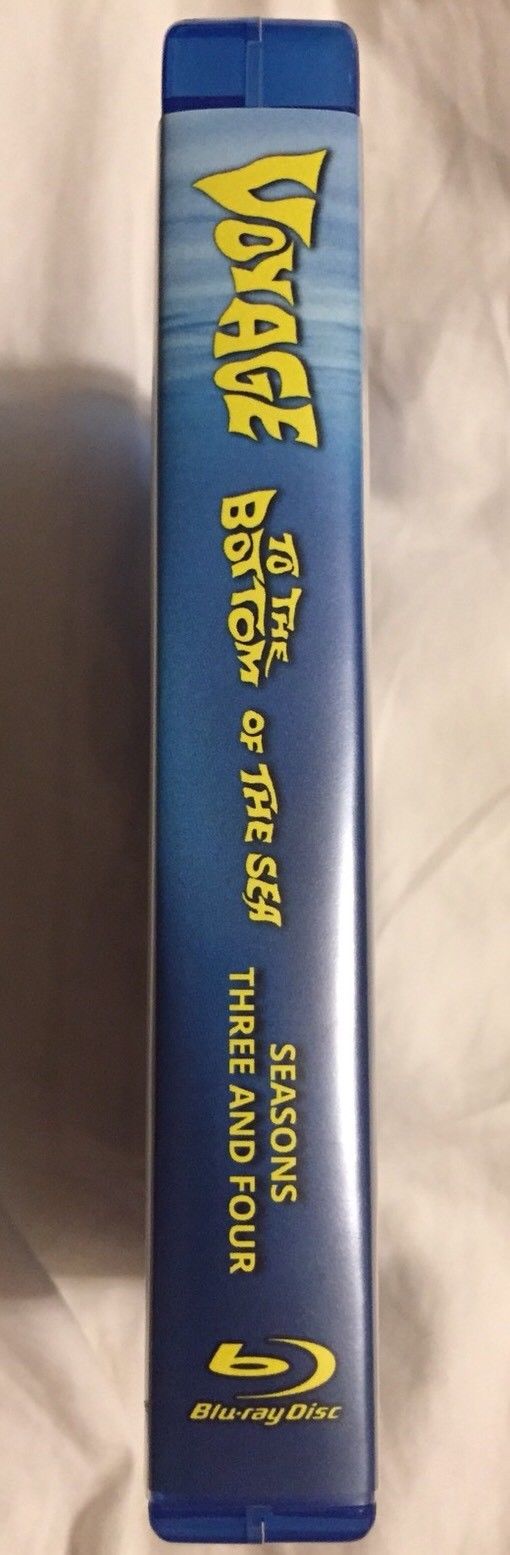 VOYAGE
TO THE
BOTTOM
OF THE SEA
SEASONS
THREE AND FOUR
Blu-ray Disc